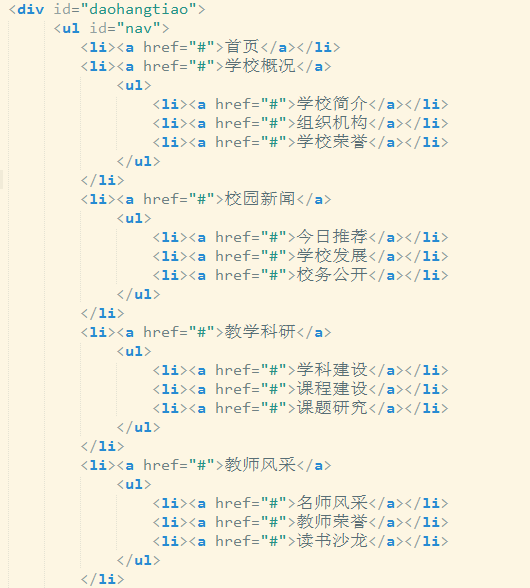 <div id="daohangtiao">
<ul id="nav">
<li><a href="#">首页</a></li>
<li><a href="#">学校概况</a>
<ul>
<li><a href="#">学校简介</a></li>
<li><a href="#">组织机构</a></li>
<li><a href="#">学校荣誉</a></li>
</ul>
</li>
<li><a href="#">校园新闻</a>
<ul>
<li><a href="#">今日推荐</a></li>
<li><a href="#">学校发展</a></li>
<li><a href="#">校务公开</a></li>
</ul>
</li>
<li><a href="#">教学科研</a>
<ul>
<li><a href="#">学科建设</a></li>
<li><a href="#">课程建设</a></li>
<li><a href="#">课题研究</a></li>
</ul>
</li>
<li><a href="#">教师风采</a>
<ul>
<li><a href="#">名师风采</a></li>
<li><a href="#">教师荣誉</a></li>
<li><a href="#">读书沙龙</a></li>
</ul>
</li>